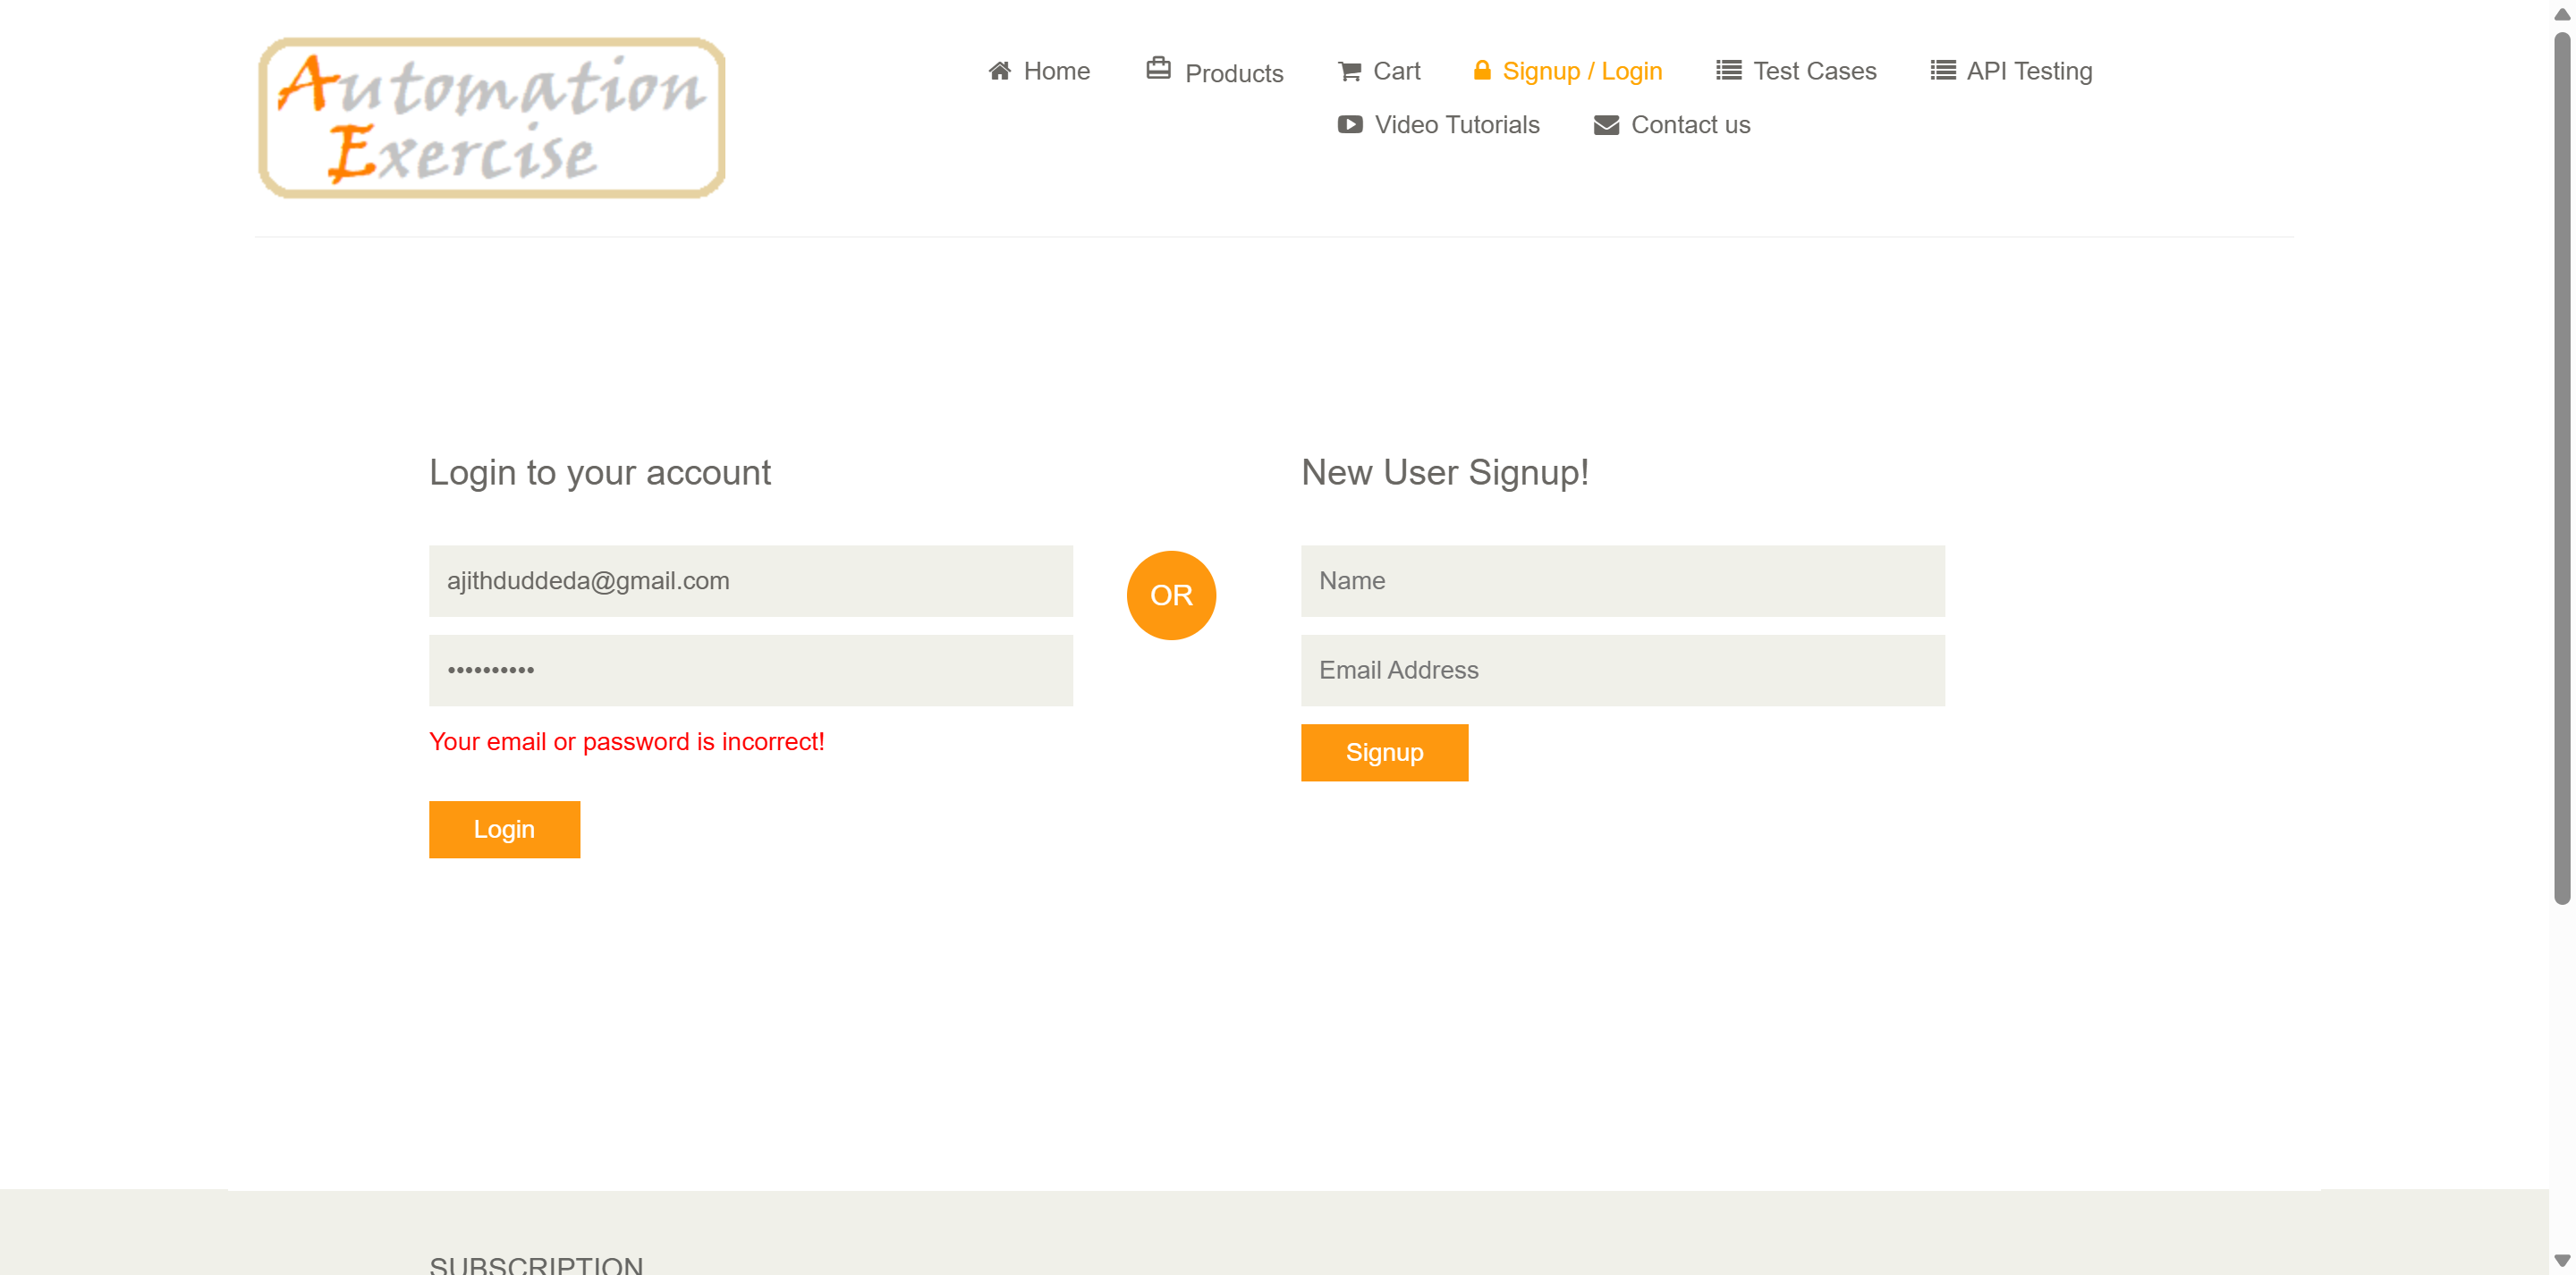 Automation
Exercise
Home
Products
Cart
Signup / Login
Test Cases
API Testing
Video Tutorials
Contact us
Login to your account
ajithduddeda@gmail.com
••••••••••
Your email or password is incorrect!
Login
OR
New User Signup!
Name
Email Address
Signup
SUBSCRIPTION